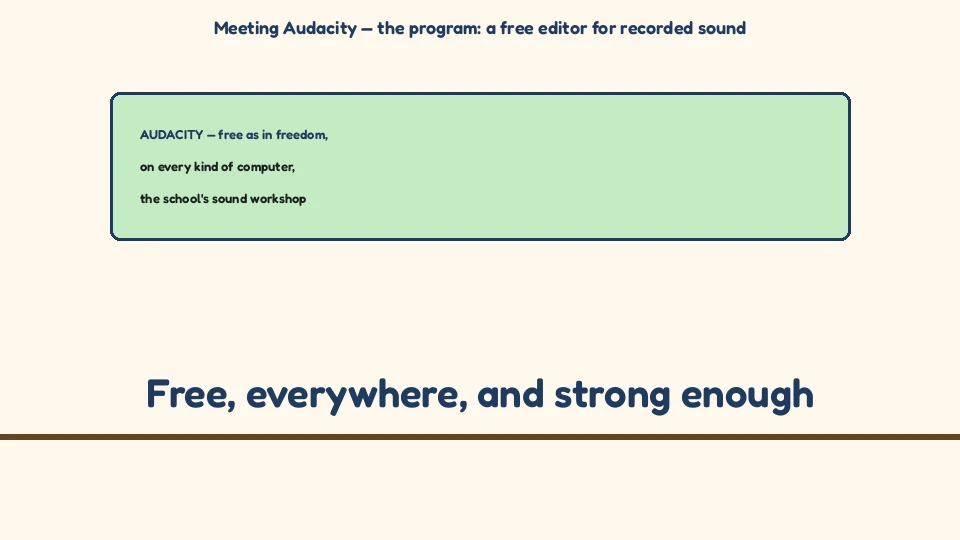 Meeting Audacity — the program: a free editor for recorded sound
AUDACITY — free as in freedom,
on every kind of computer,
the school's sound workshop
Free, everywhere, and strong enough